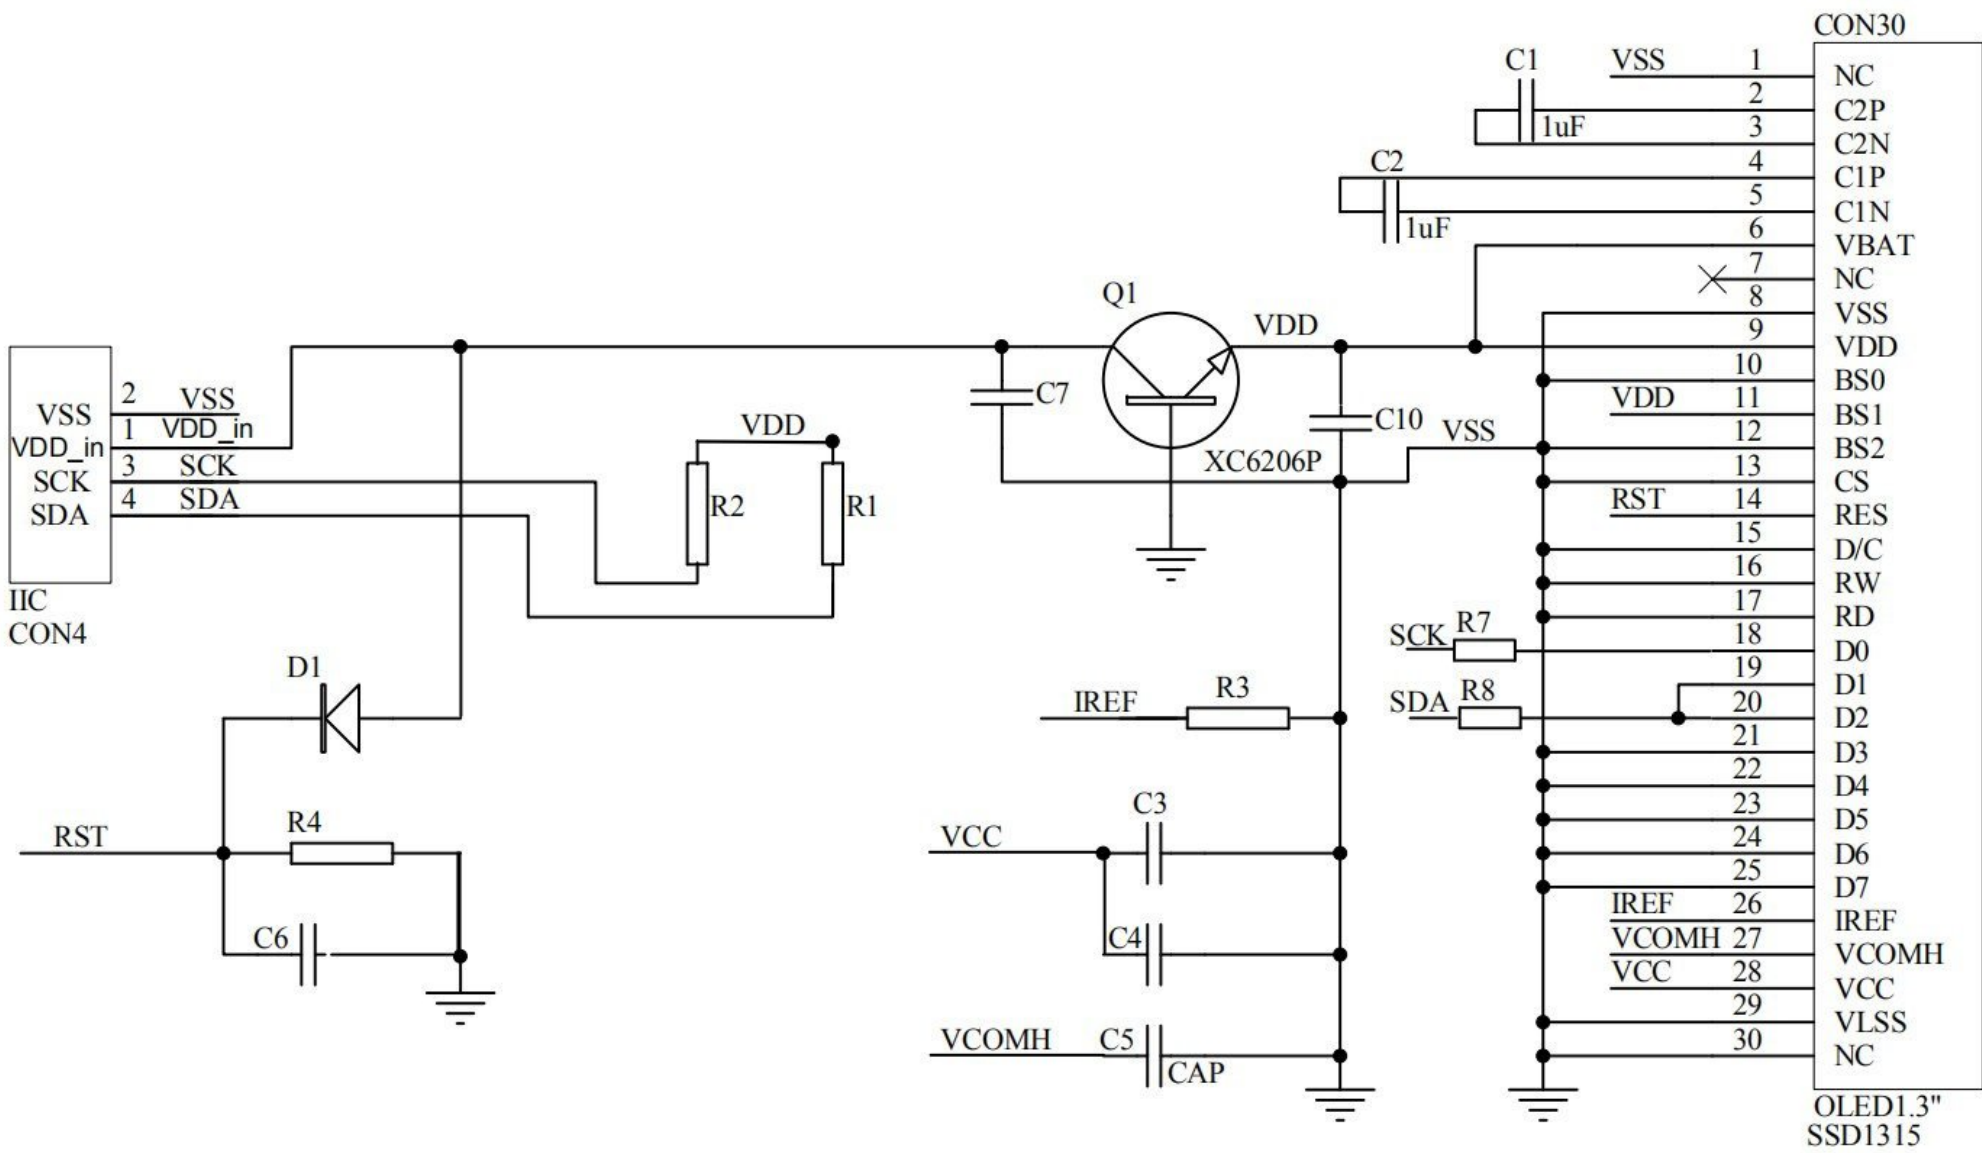 CON30
C1
VSS
1
NC
2
C2P
1uF
3
C2N
C2
4
C1P
5
C1N
1uF
6
VBAT
7
NC
Q1
8
VSS
VDD
9
VDD
10
BS0
2
VSS
VSS
C7
VDD
11
BS1
1
VDD_in
VDD_in
VDD
C10
VSS
12
BS2
3
SCK
SCK
XC6206P
13
CS
4
SDA
SDA
R2
R1
RST
14
RES
15
D/C
16
RW
IIC
CON4
17
RD
SCK
R7
18
D0
D1
19
D1
IREF
R3
SDA
R8
20
D2
21
D3
22
D4
C3
23
D5
RST
R4
VCC
24
D6
25
D7
IREF
26
IREF
C6
C4
VCOMH
27
VCOMH
VCC
28
VCC
29
VLSS
VCOMH
C5
30
NC
CAP
OLED1.3"
SSD1315